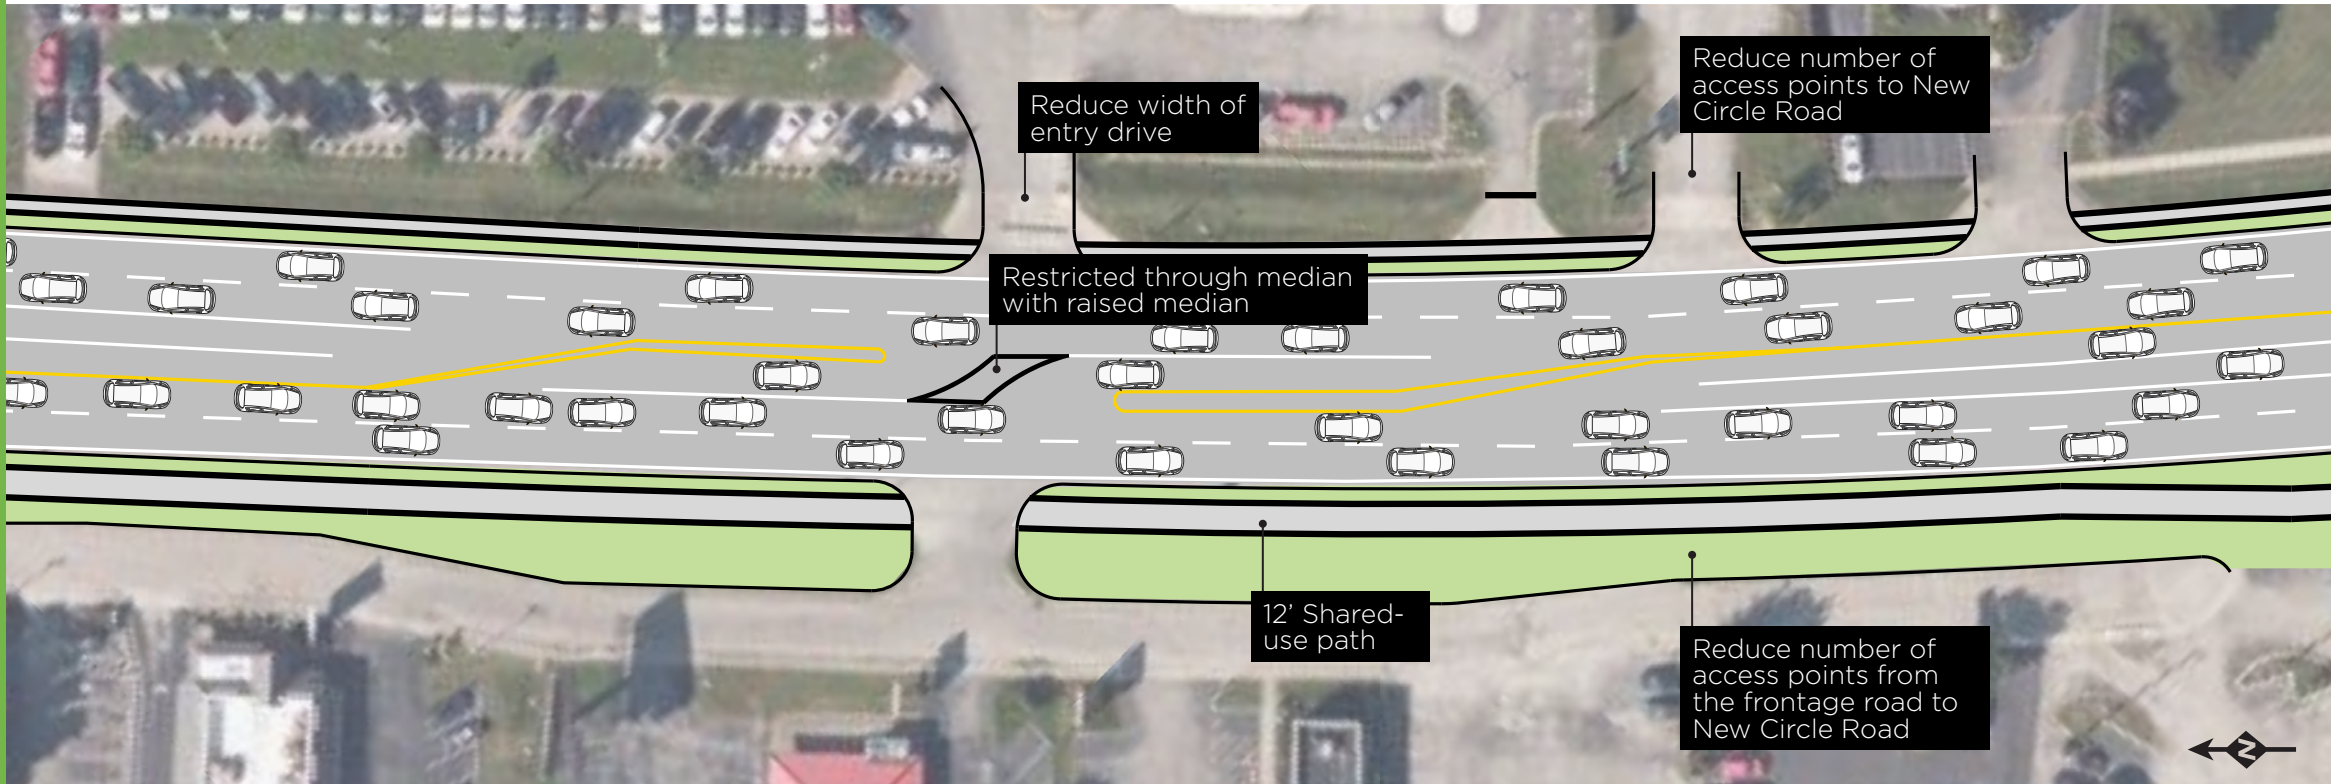 Reduce number of
access points to New
Circle Road
Reduce width of
entry drive
Restricted through median
with raised median
12’ Shared-
use path
Reduce number of
access points from
the frontage road to
New Circle Road
N